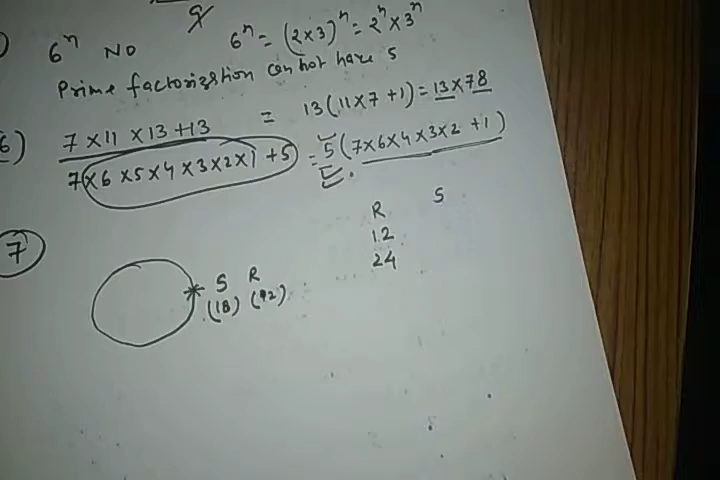 q
6ⁿ NO 6ⁿ = (2×3)ⁿ = 2ⁿ × 3ⁿ
Prime factorization can not have 5
6) 7 × 11 × 13 + 13 = 13 (11 × 7 + 1) = 13 × 78
7 × 6 × 5 × 4 × 3 × 2 × 1 + 5 = 5 (7 × 6 × 4 × 3 × 2 + 1)
7
R S
12
24
S R
(18) (12)